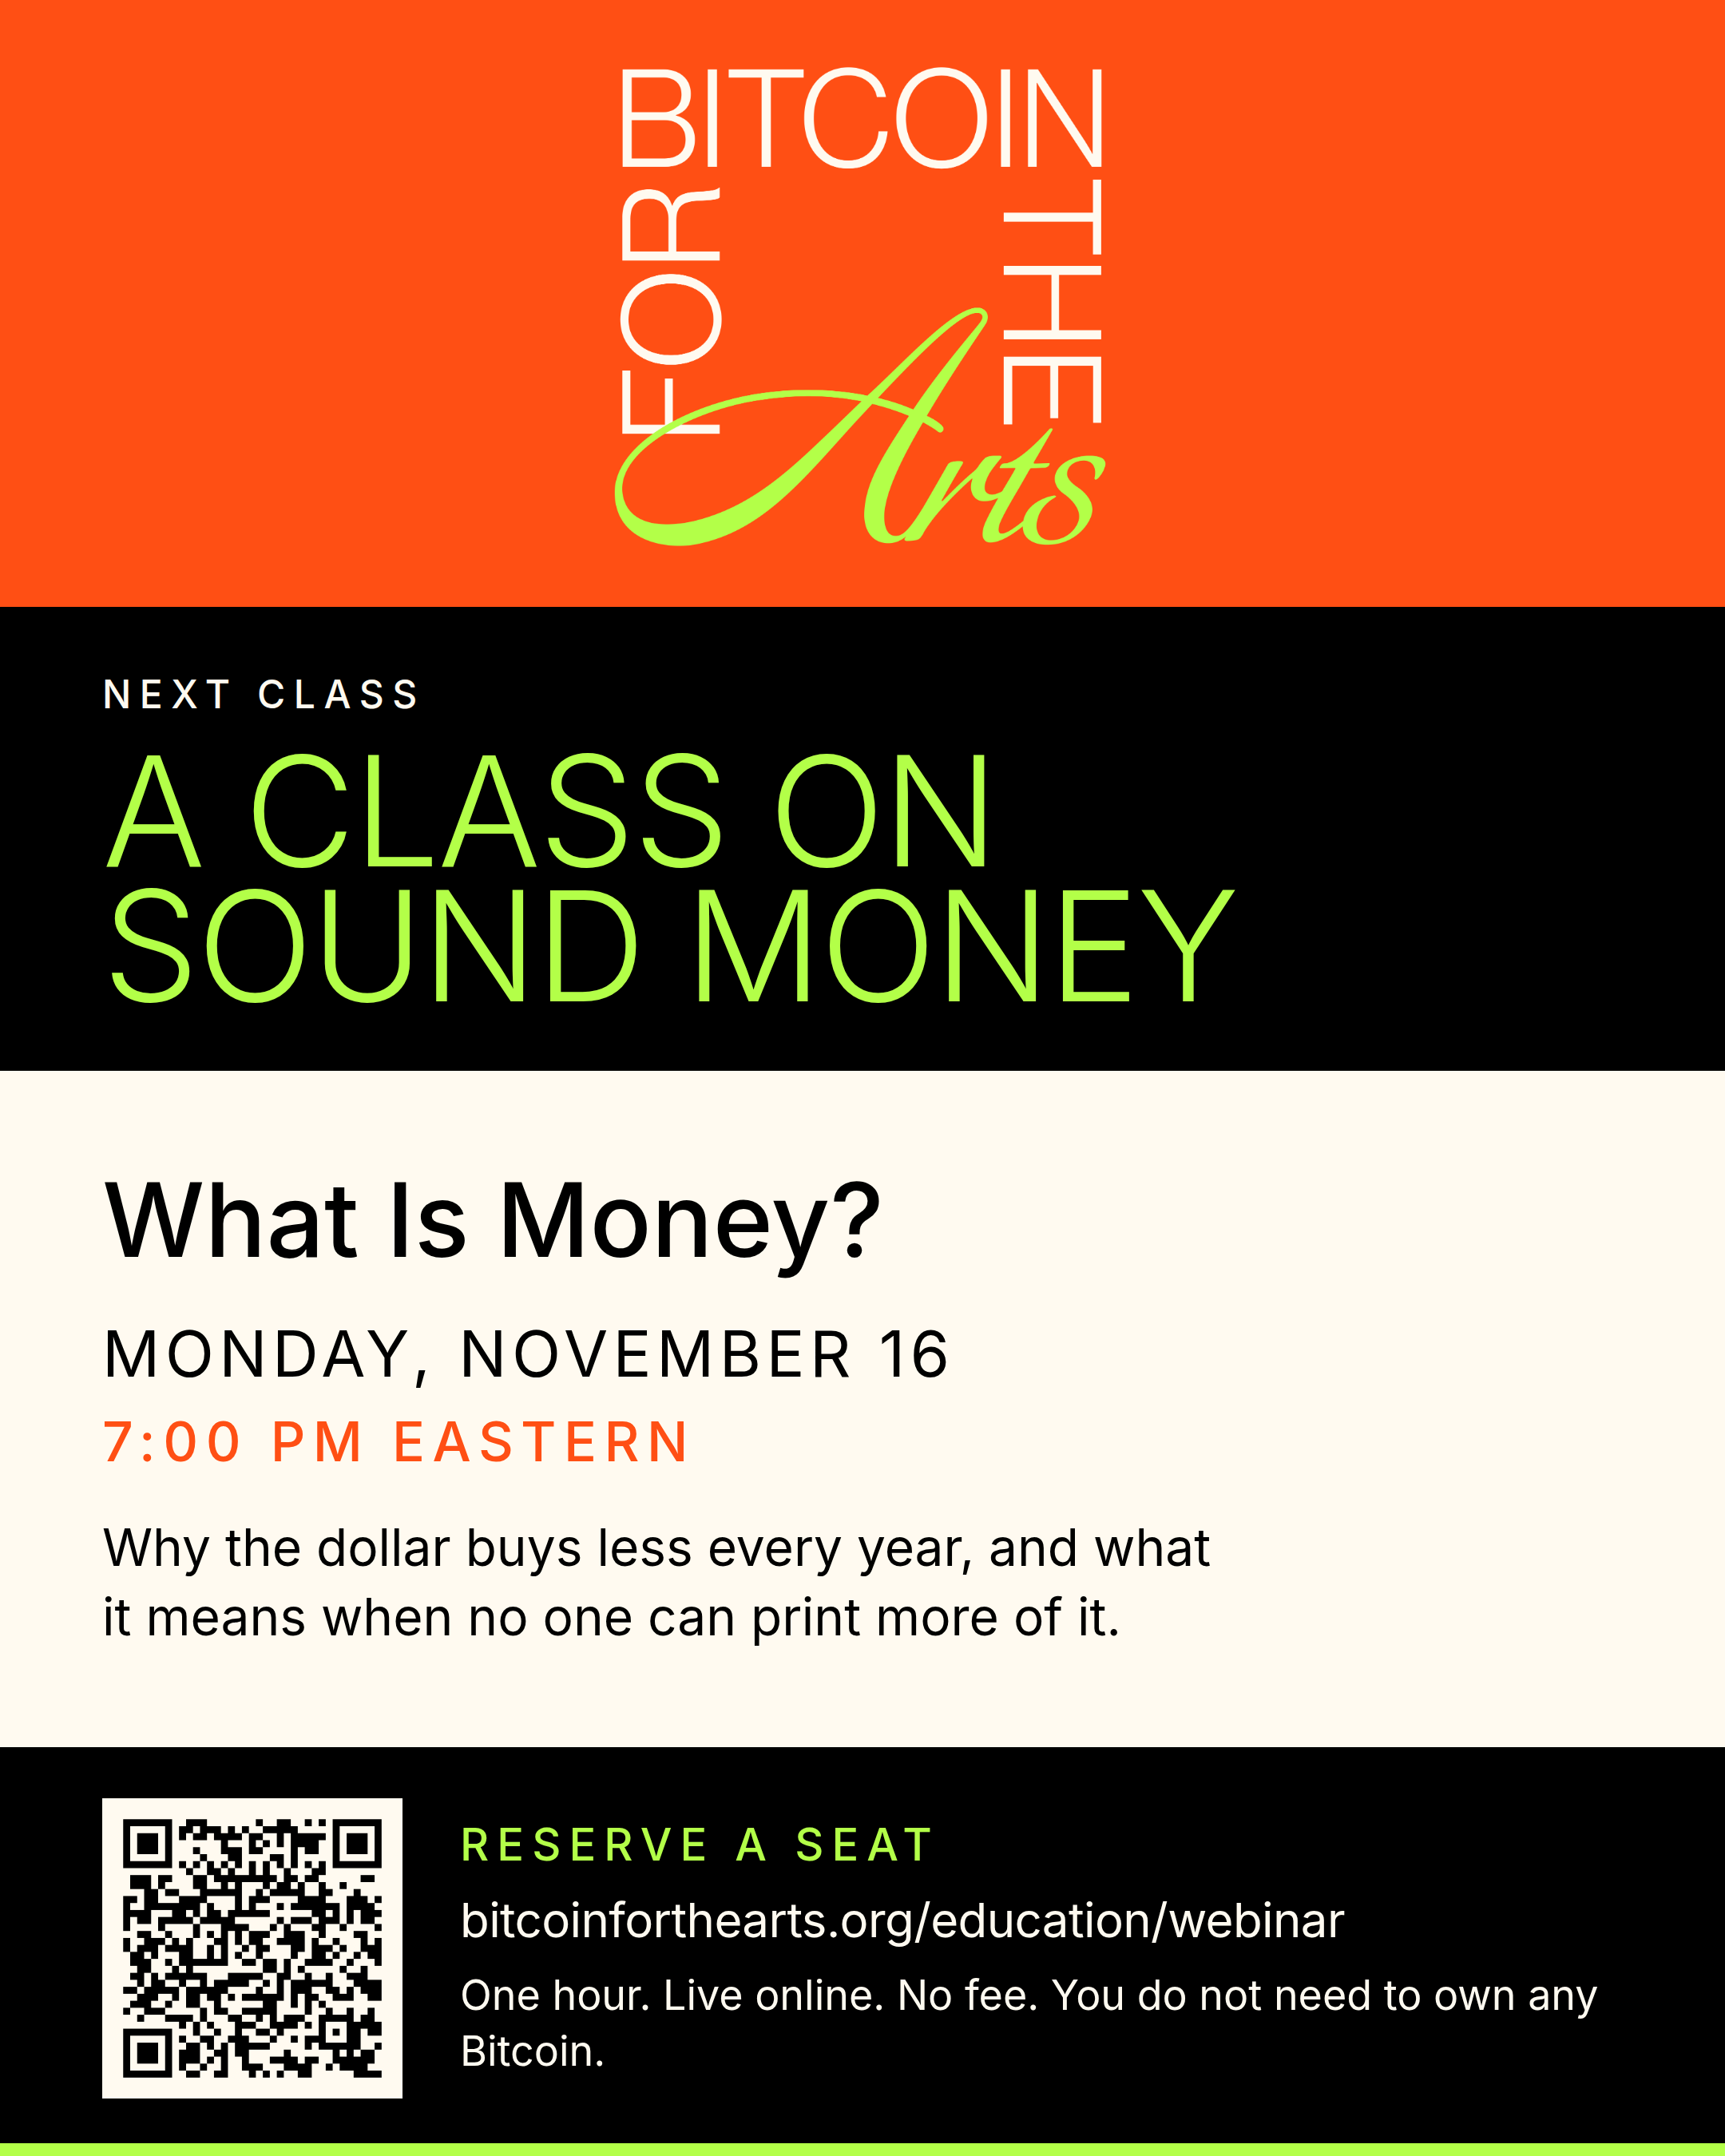 BITCOIN
FOR
THE
Arts
NEXT CLASS
A CLASS ON
SOUND MONEY
What Is Money?
MONDAY, NOVEMBER 16
7:00 PM EASTERN
Why the dollar buys less every year, and what
it means when no one can print more of it.
RESERVE A SEAT
bitcoinforthearts.org/education/webinar
One hour. Live online. No fee. You do not need to own any
Bitcoin.